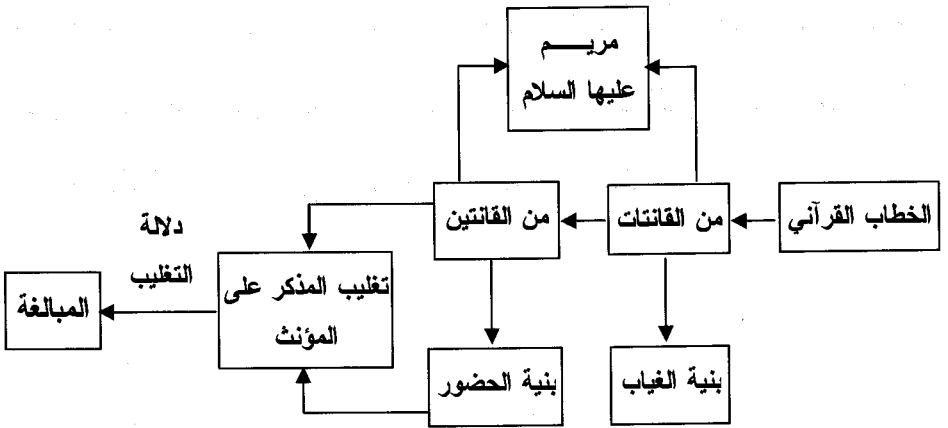 مريـــم
عليها السلام
الخطاب القرآني
من القانتات
من القانتين
دلالة
التغليب
تغليب المذكر على
المؤنث
المبالغة
بنية الغياب
بنية الحضور